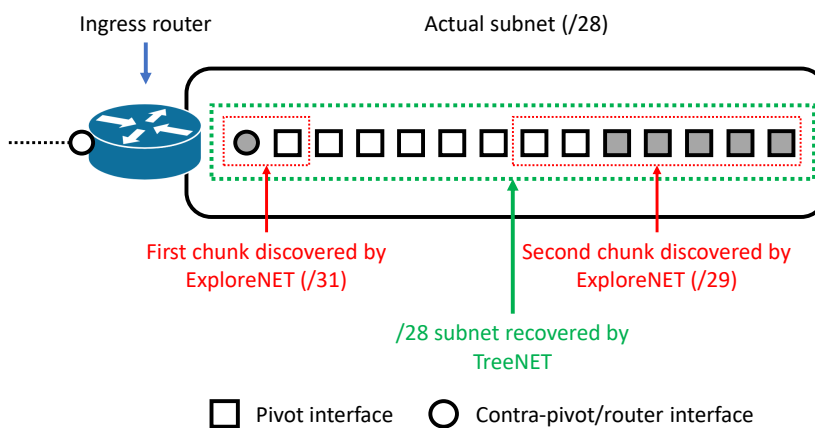 Ingress router
Actual subnet (/28)
First chunk discovered by
ExploreNET (/31)
Second chunk discovered by
ExploreNET (/29)
/28 subnet recovered by
TreeNET
Pivot interface
Contra-pivot/router interface